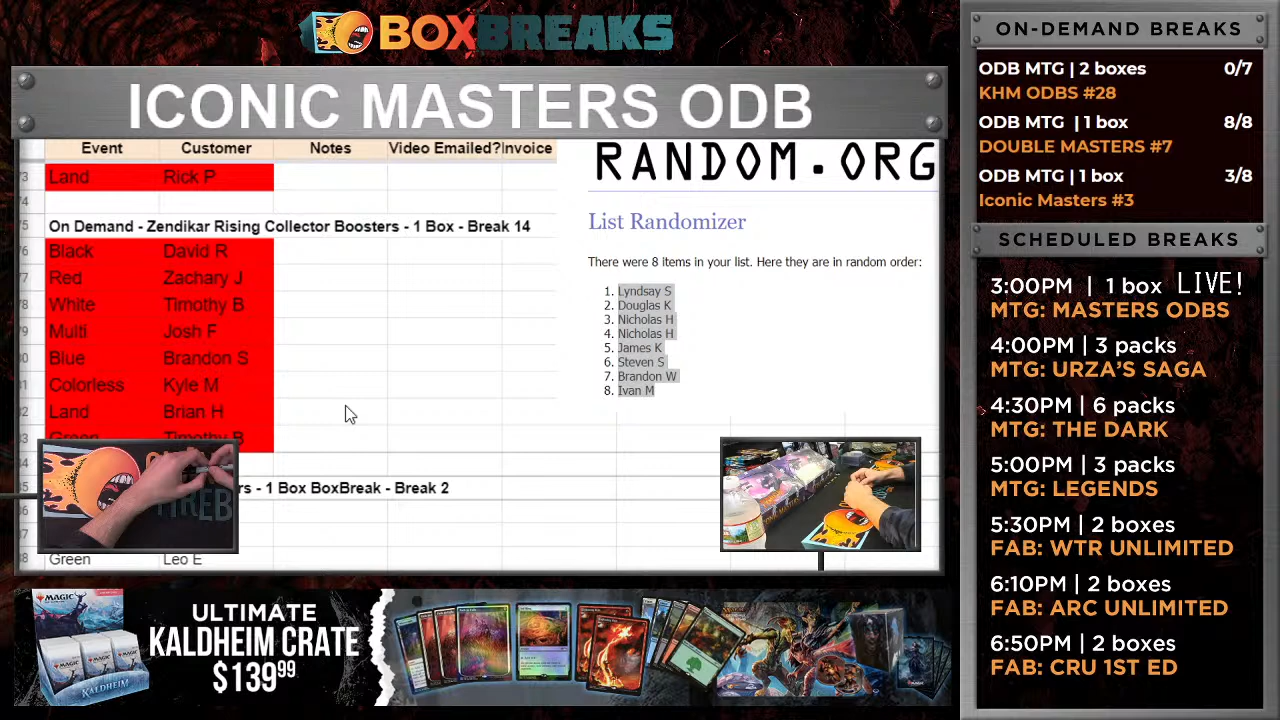 BOXBREAKS
ICONIC MASTERS ODB
Event Customer Notes Video Emailed? Invoice
Land Rick P
On Demand - Zendikar Rising Collector Boosters - 1 Box - Break 14
Black David R
Red Zachary J
White Timothy B
Multi Josh F
Blue Brandon S
Colorless Kyle M
Land Brian H
Green Timothy B
rs - 1 Box BoxBreak - Break 2
Green Leo E
RANDOM.ORG
List Randomizer
There were 8 items in your list. Here they are in random order:
1. Lyndsay S
2. Douglas K
3. Nicholas H
4. Nicholas H
5. James K
6. Steven S
7. Brandon W
8. Ivan M
ON-DEMAND BREAKS
ODB MTG | 2 boxes 0/7
KHM ODBS #28
ODB MTG | 1 box 8/8
DOUBLE MASTERS #7
ODB MTG | 1 box 3/8
Iconic Masters #3
SCHEDULED BREAKS
3:00PM | 1 box LIVE!
MTG: MASTERS ODBS
4:00PM | 3 packs
MTG: URZA'S SAGA
4:30PM | 6 packs
MTG: THE DARK
5:00PM | 3 packs
MTG: LEGENDS
5:30PM | 2 boxes
FAB: WTR UNLIMITED
6:10PM | 2 boxes
FAB: ARC UNLIMITED
6:50PM | 2 boxes
FAB: CRU 1ST ED
MAGIC
KALDHEIM
ULTIMATE
KALDHEIM CRATE
$139.99